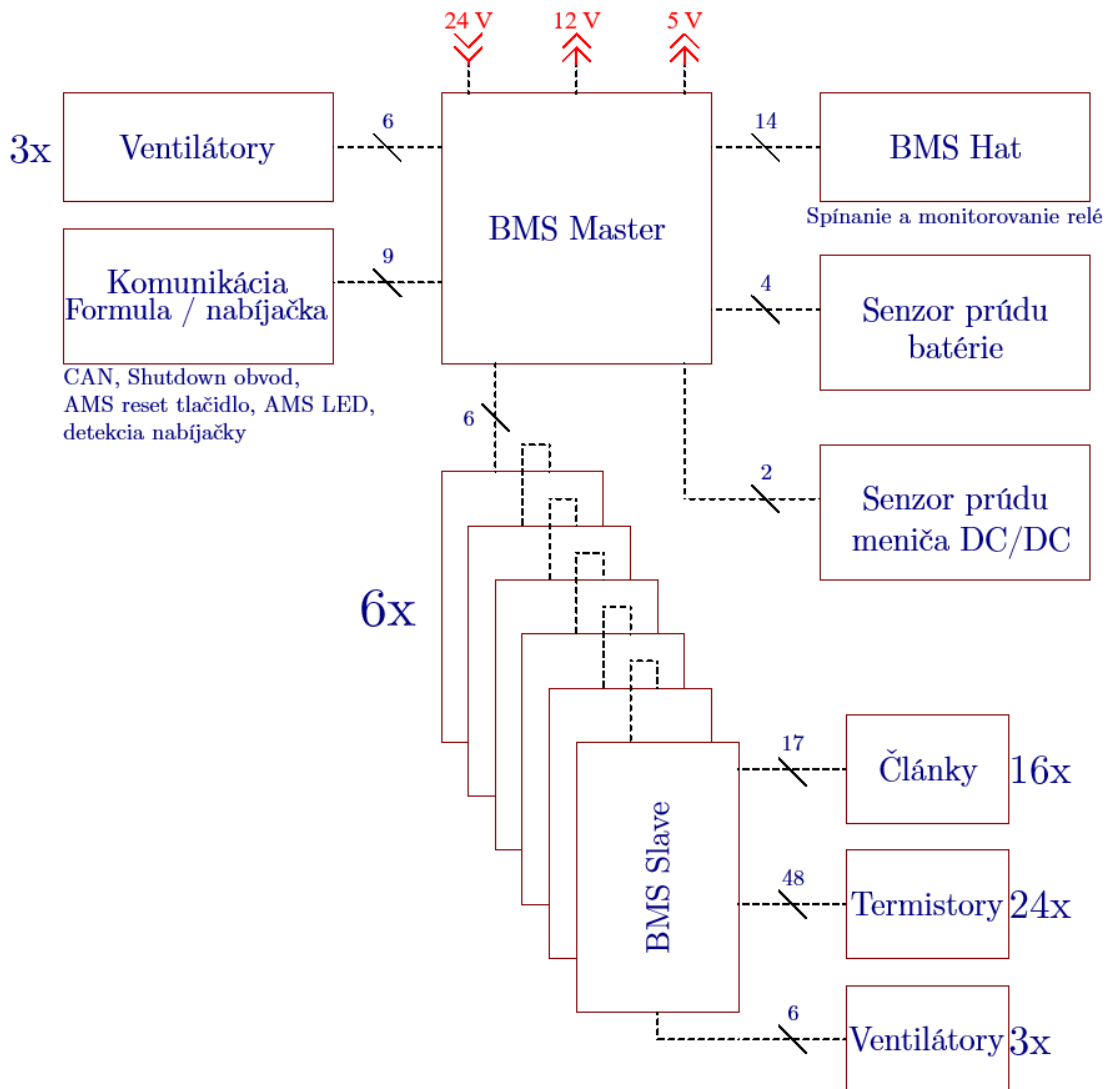 24 V
12 V
5 V
3x
Ventilátory
6
BMS Master
14
BMS Hat
Spínanie a monitorovanie relé
Komunikácia
Formula / nabíjačka
9
CAN, Shutdown obvod,
AMS reset tlačidlo, AMS LED,
detekcia nabíjačky
4
Senzor prúdu
batérie
6
2
Senzor prúdu
meniča DC/DC
6x
BMS Slave
17
Články
16x
48
Termistory
24x
6
Ventilátory
3x